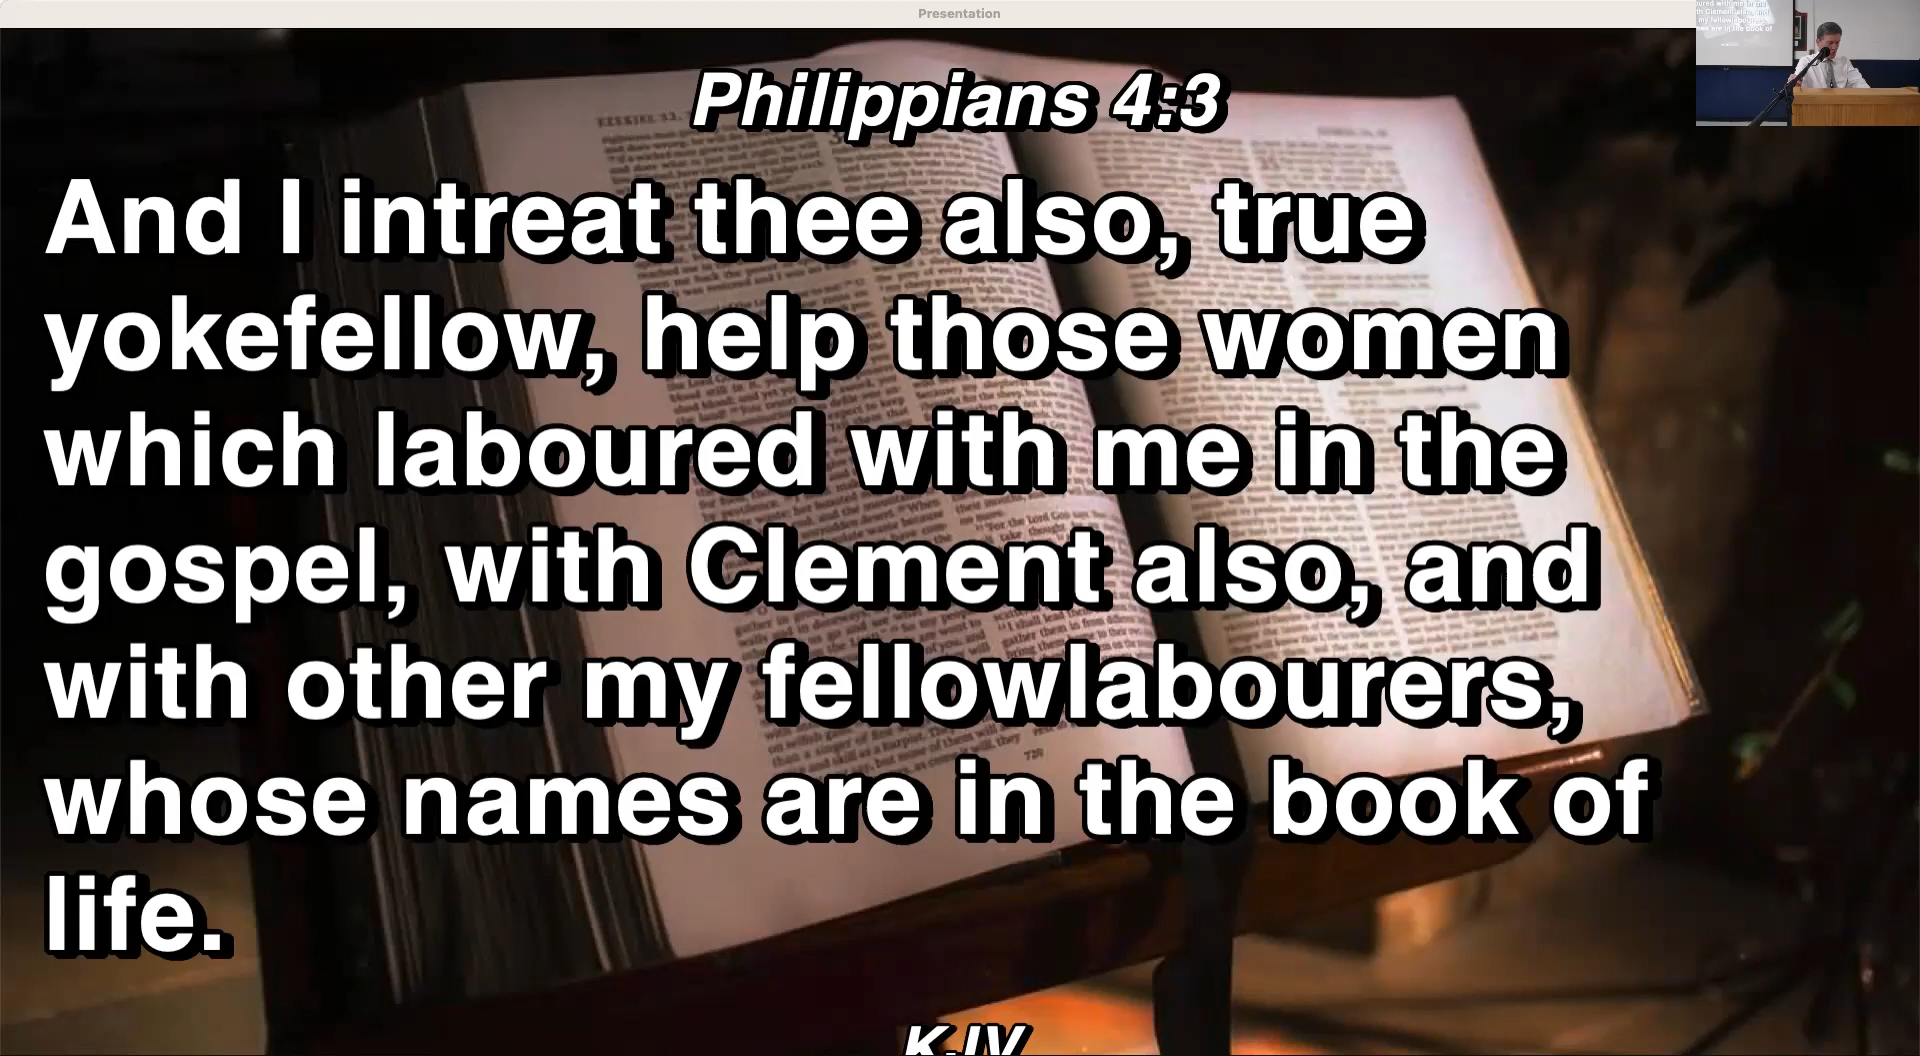 Presentation
Philippians 4:3
And I intreat thee also, true
yokefellow, help those women
which laboured with me in the
gospel, with Clement also, and
with other my fellowlabourers,
whose names are in the book of
life.
KJV